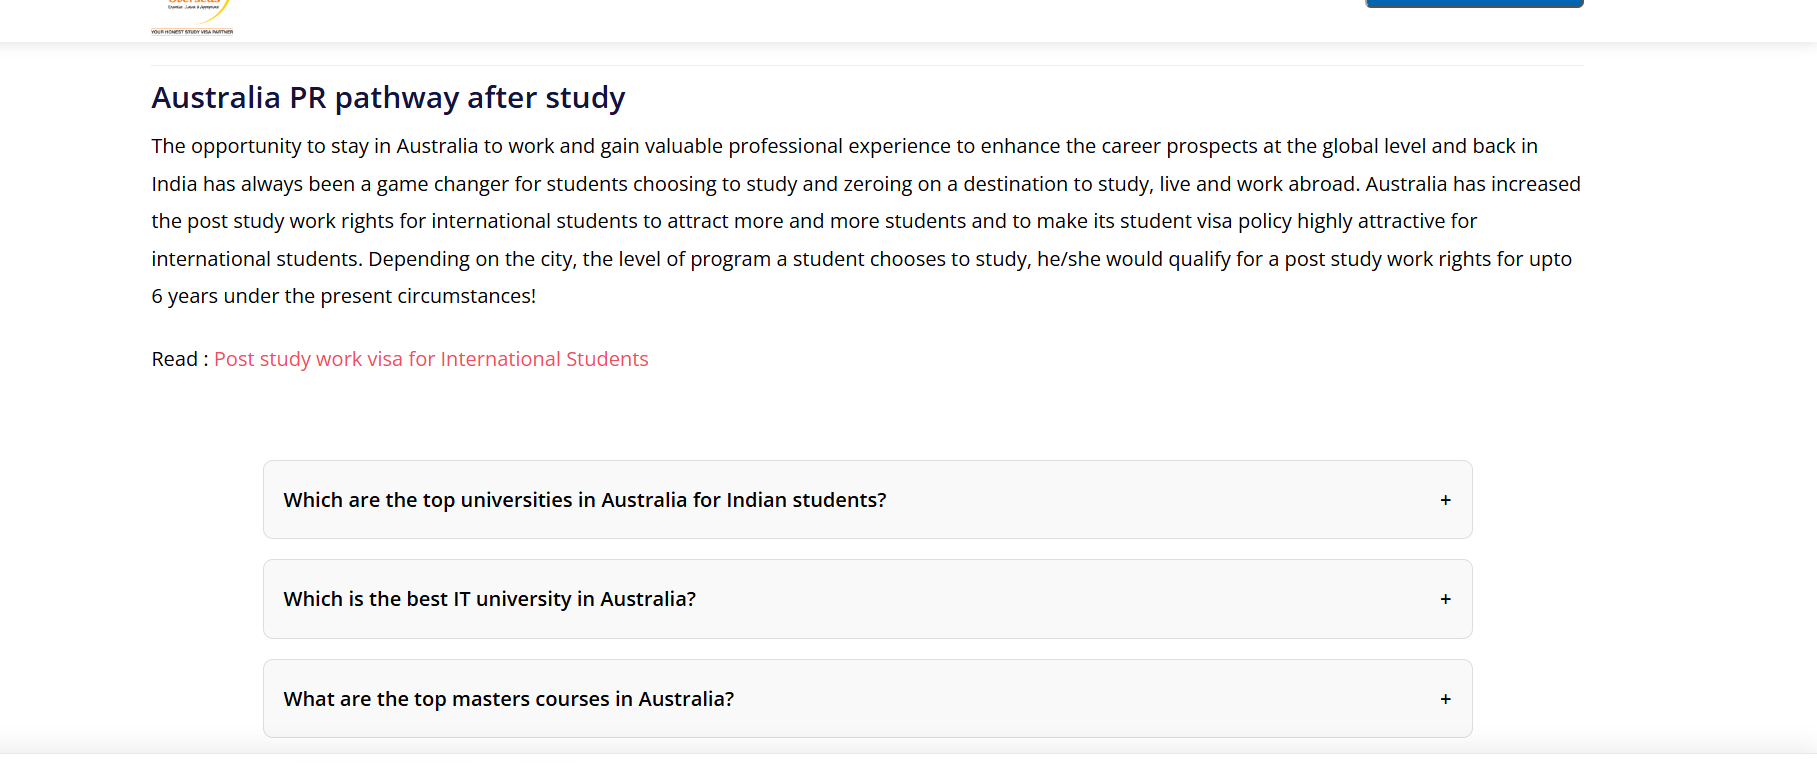 YOUR HONEST STUDY VISA PARTNER
Australia PR pathway after study
The opportunity to stay in Australia to work and gain valuable professional experience to enhance the career prospects at the global level and back in
India has always been a game changer for students choosing to study and zeroing on a destination to study, live and work abroad. Australia has increased
the post study work rights for international students to attract more and more students and to make its student visa policy highly attractive for
international students. Depending on the city, the level of program a student chooses to study, he/she would qualify for a post study work rights for upto
6 years under the present circumstances!
Read : Post study work visa for International Students
Which are the top universities in Australia for Indian students? +
Which is the best IT university in Australia? +
What are the top masters courses in Australia? +